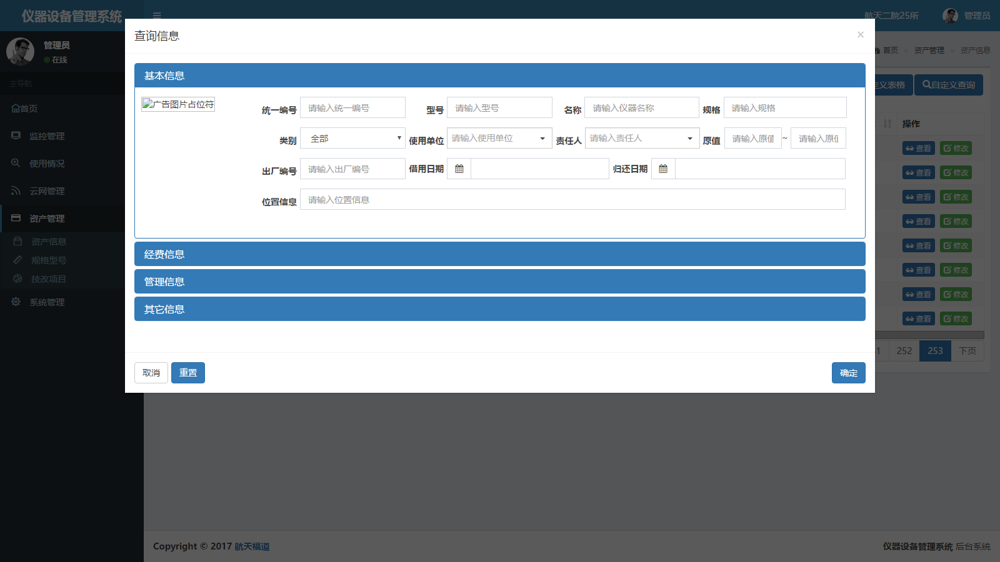 仪器设备管理系统
航天二院25所 管理员
管理员
在线
主导航
首页
监控管理
使用情况
云网管理
资产管理
资产信息
规格型号
技改项目
系统管理
首页 > 资产管理 > 资产信息
定义表格 自定义查询
操作
查看 修改
查看 修改
查看 修改
查看 修改
查看 修改
查看 修改
查看 修改
查看 修改
252 253 下页
查询信息 ×
基本信息
广告图片占位符
统一编号 请输入统一编号 型号 请输入型号 名称 请输入仪器名称 规格 请输入规格
类别 全部 使用单位 请输入使用单位 责任人 请输入责任人 原值 请输入原值 ~ 请输入原值
出厂编号 请输入出厂编号 借用日期 归还日期
位置信息 请输入位置信息
经费信息
管理信息
其它信息
取消 重置 确定
Copyright © 2017 航天福道
仪器设备管理系统 后台系统